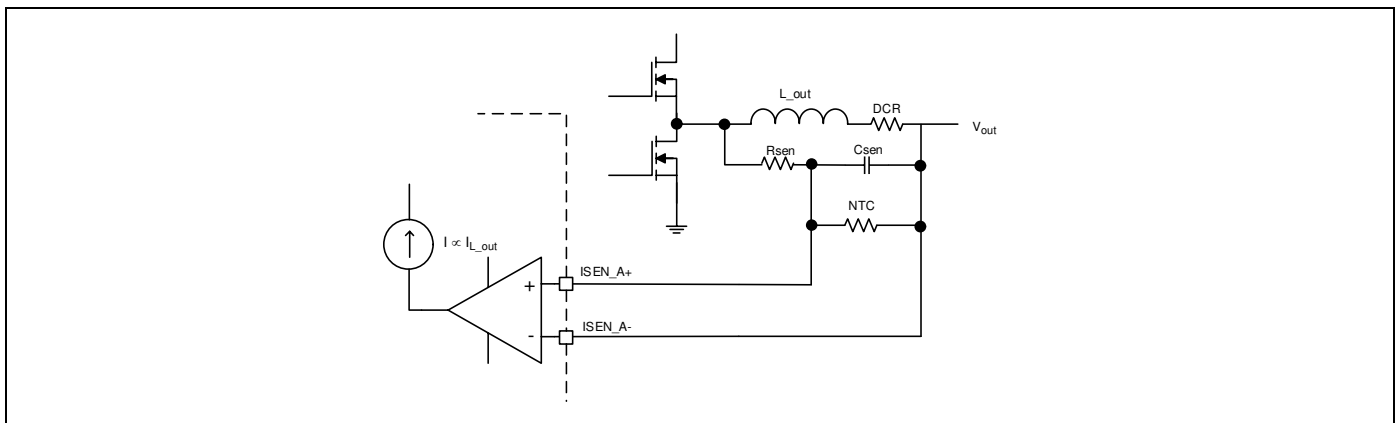 L_out
DCR
Vout
Rsen
Csen
NTC
I ∝ IL_out
ISEN_A+
+
ISEN_A-
-